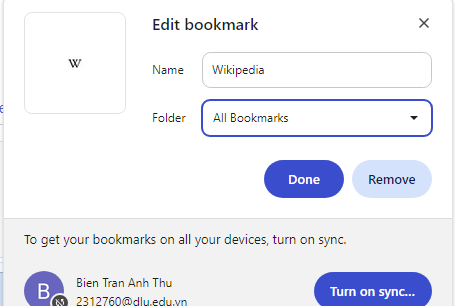 Edit bookmark
W
Name Wikipedia
Folder All Bookmarks
Done Remove
To get your bookmarks on all your devices, turn on sync.
B Bien Tran Anh Thu
2312760@dlu.edu.vn
Turn on sync...